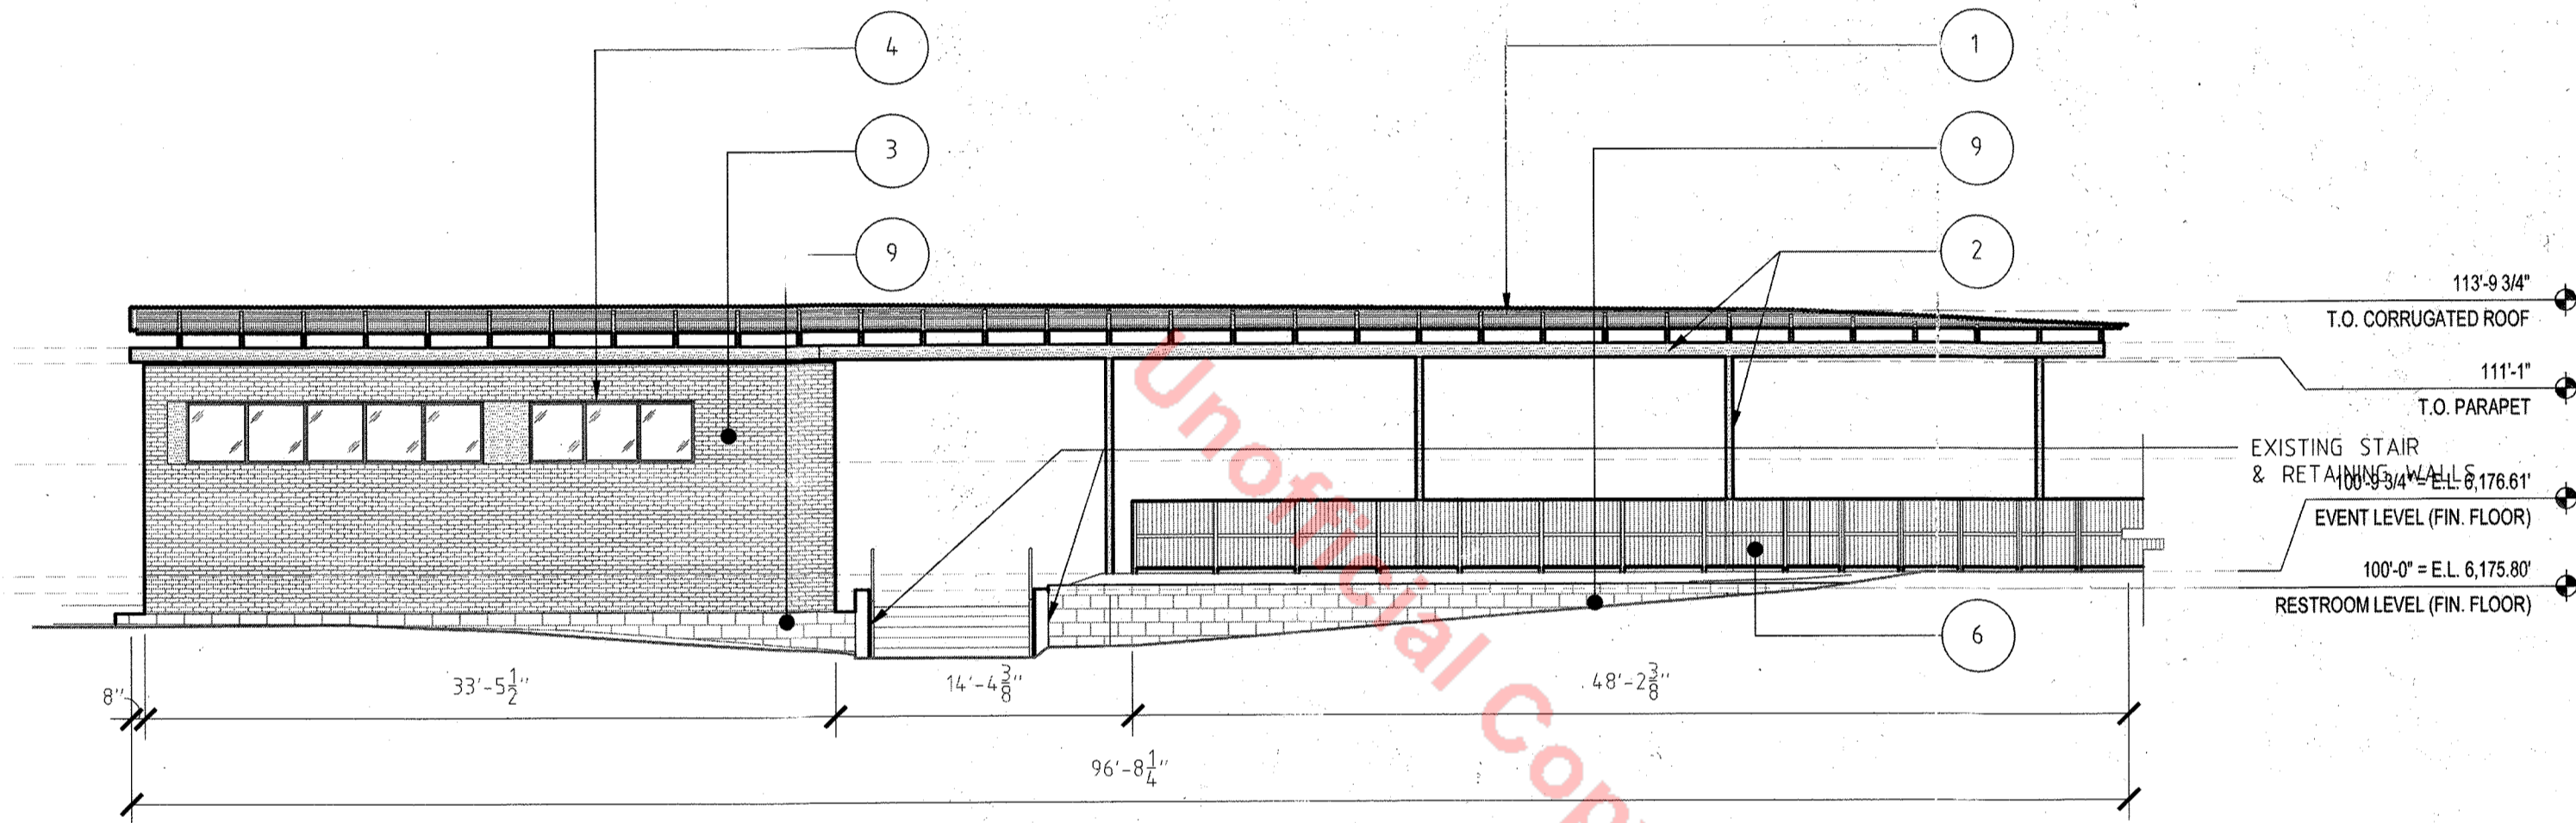 4
1
3
9
9
2
113'-9 3/4"
T.O. CORRUGATED ROOF
111'-1"
T.O. PARAPET
EXISTING STAIR
& RETAINING WALLS
100'-9 3/4" = E.L. 6,176.61'
EVENT LEVEL (FIN. FLOOR)
100'-0" = E.L. 6,175.80'
RESTROOM LEVEL (FIN. FLOOR)
6
8"
33'-5 1/2"
14'-4 3/8"
48'-2 3/8"
96'-8 1/4"
Unofficial Cop